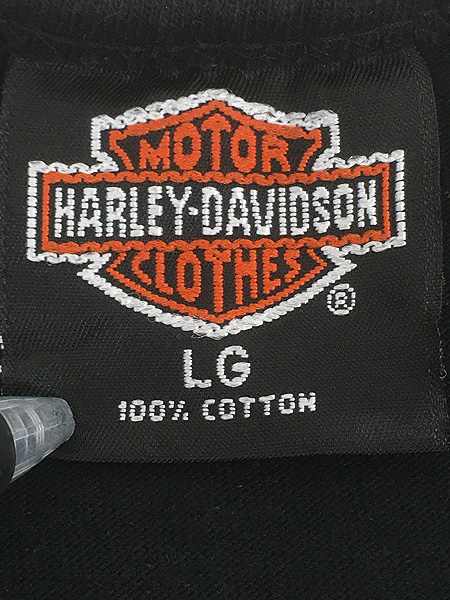 MOTOR
HARLEY-DAVIDSON
CLOTHES
®
LG
100% COTTON